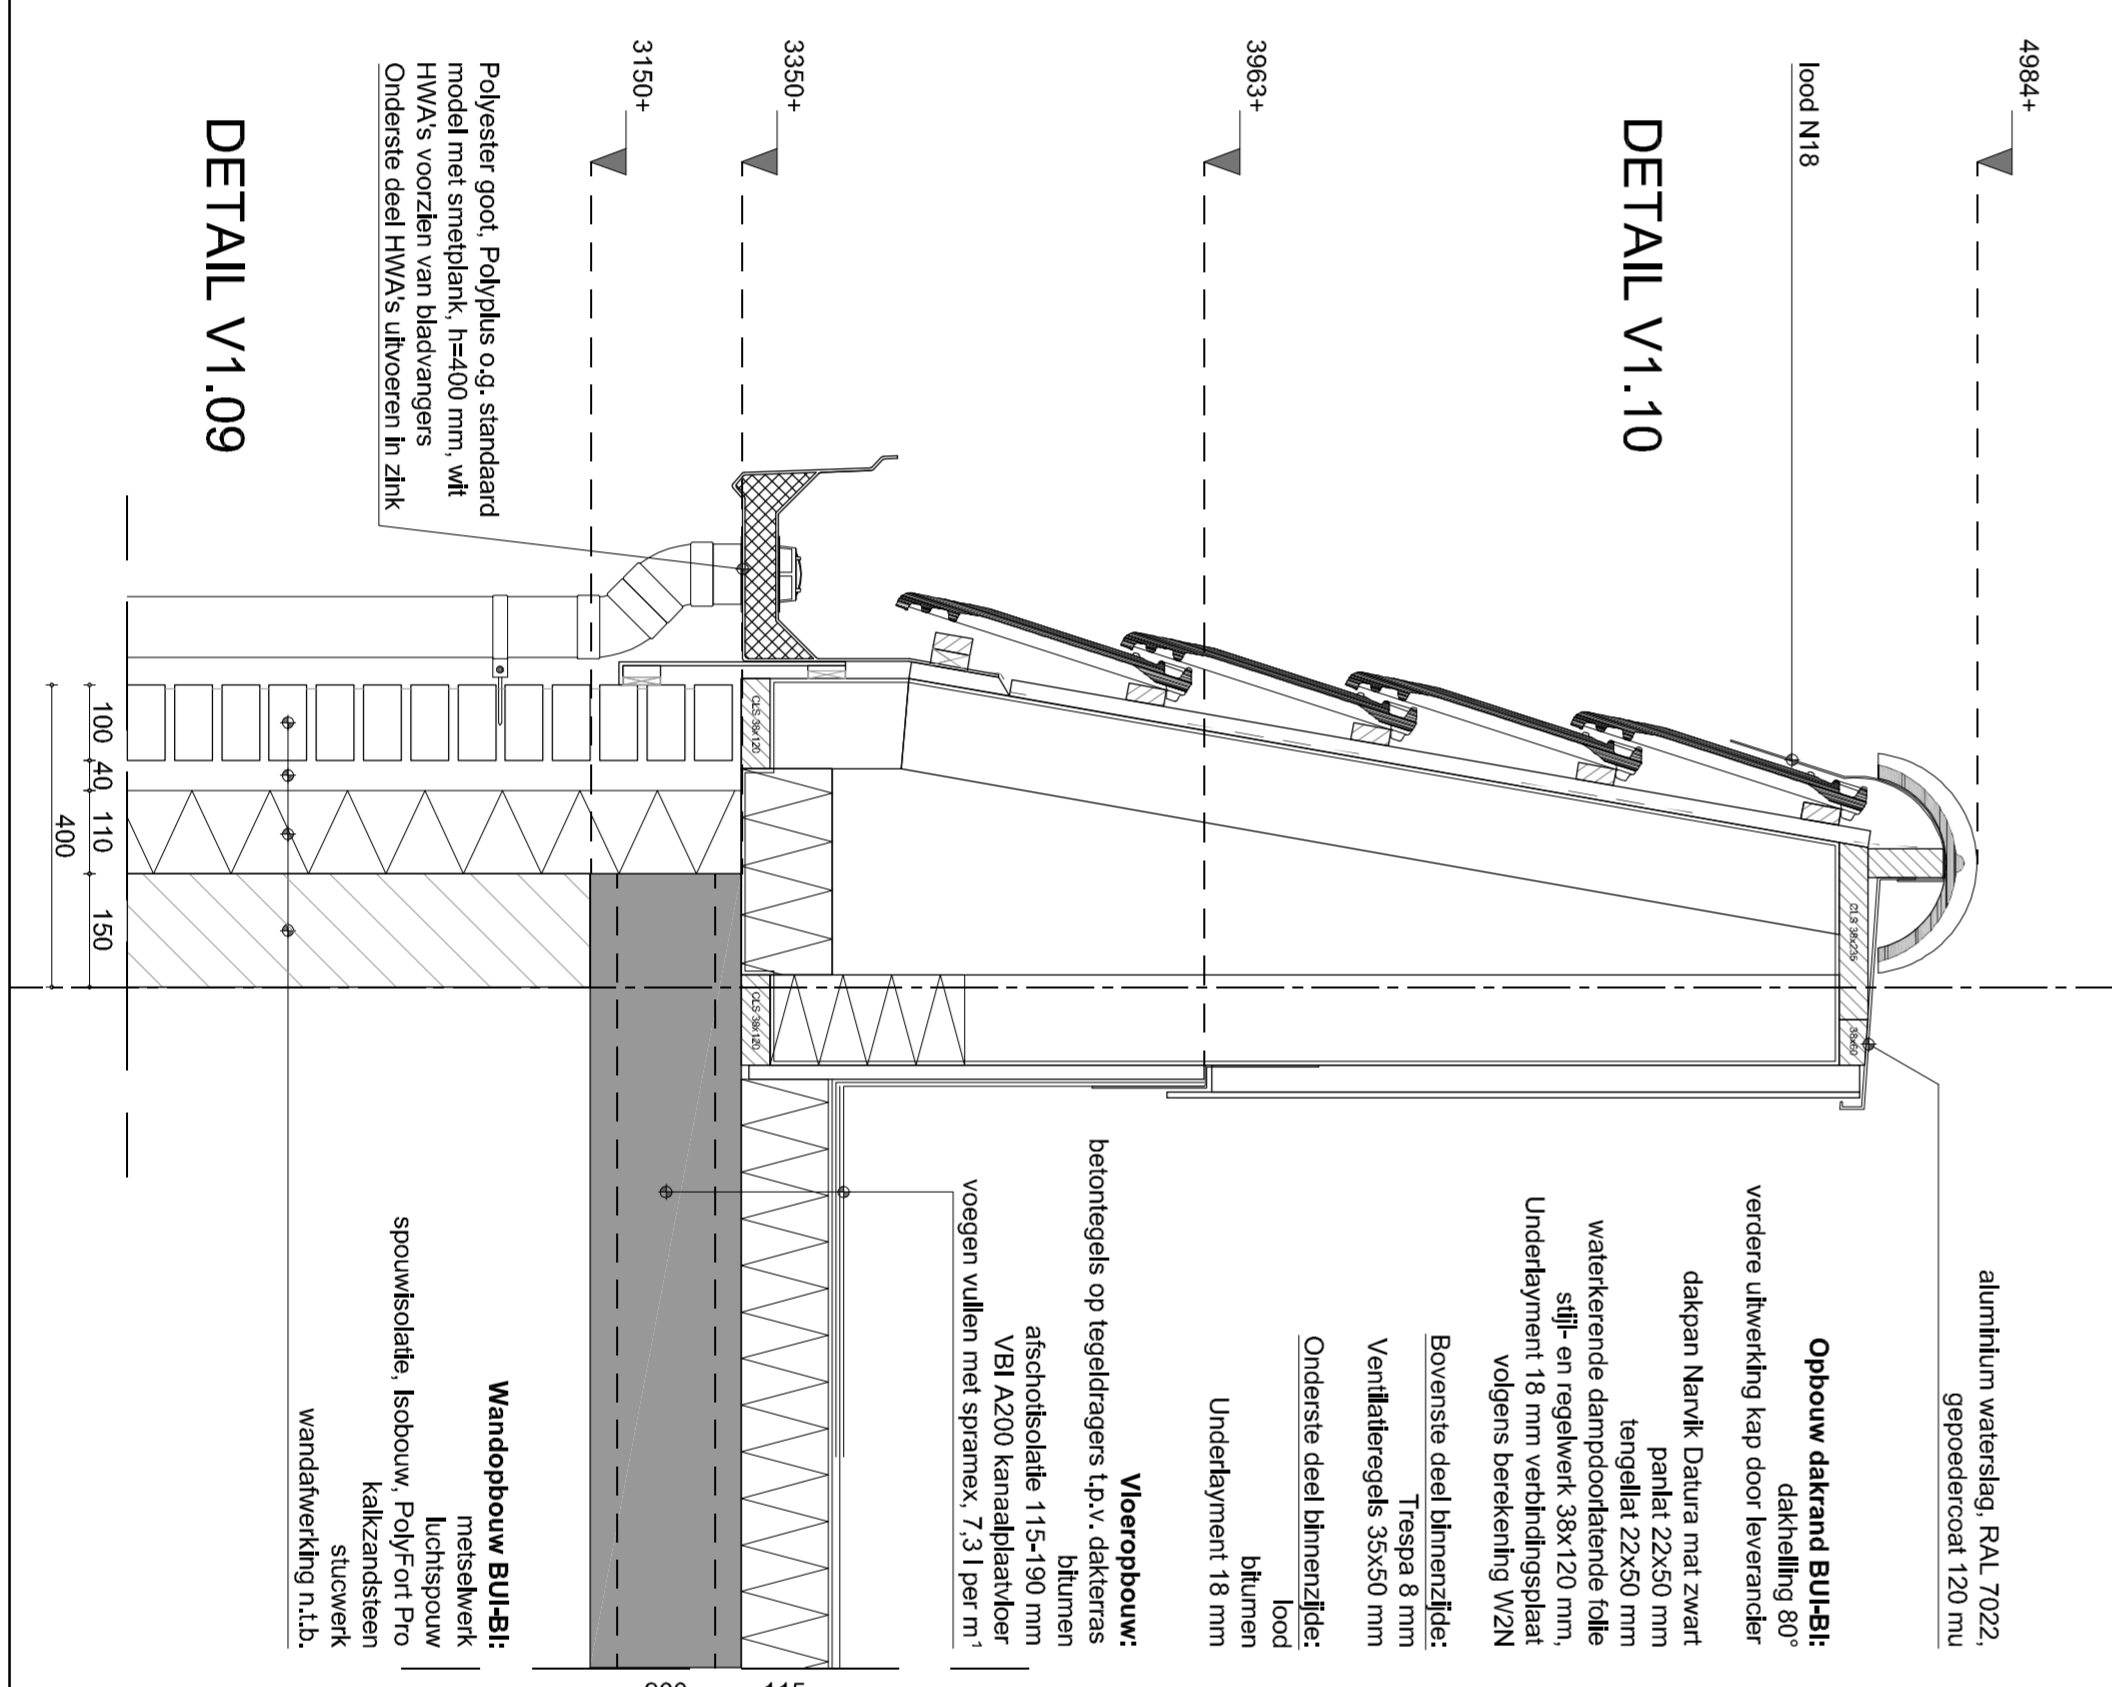 4984+
lood N18
DETAIL V1.10
3963+
3350+
3150+
Polyester goot, Polyplus o.g. standaard
model met smetplank, h=400 mm, wit
HWA's voorzien van bladvangers
Onderste deel HWA's uitvoeren in zink
DETAIL V1.09
CLS 38x120
CLS 38x120
CLS 38x235
38x60
100
40
110
150
400
aluminium waterslag, RAL 7022,
gepoedercoat 120 mu
Opbouw dakrand BUI-BI:
dakhelling 80°
verdere uitwerking kap door leverancier
dakpan Narvik Datura mat zwart
panlat 22x50 mm
tengellat 22x50 mm
waterkerende dampdoorlatende folie
stijl- en regelwerk 38x120 mm,
Underlayment 18 mm verbindingsplaat
volgens berekening W2N
Bovenste deel binnenzijde:
Trespa 8 mm
Ventilatieregels 35x50 mm
Onderste deel binnenzijde:
lood
bitumen
Underlayment 18 mm
Vloeropbouw:
betontegels op tegeldragers t.p.v. dakterras
bitumen
afschotisolatie 115-190 mm
VBI A200 kanaalplaatvloer
voegen vullen met spramex, 7,3 l per m¹
Wandopbouw BUI-BI:
metselwerk
luchtspouw
spouwisolatie, Isobouw, PolyFort Pro
kalkzandsteen
stucwerk
wandafwerking n.t.b.